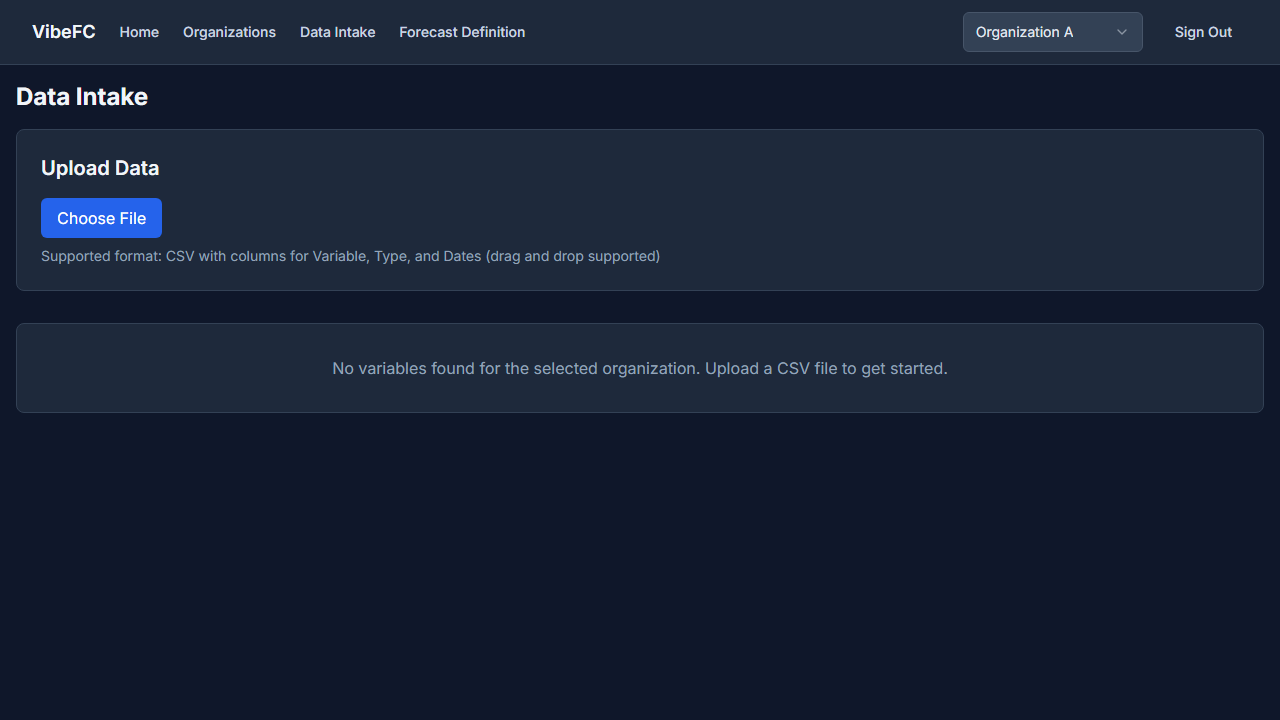 VibeFC Home Organizations Data Intake Forecast Definition Organization A Sign Out
Data Intake
Upload Data
Choose File
Supported format: CSV with columns for Variable, Type, and Dates (drag and drop supported)
No variables found for the selected organization. Upload a CSV file to get started.